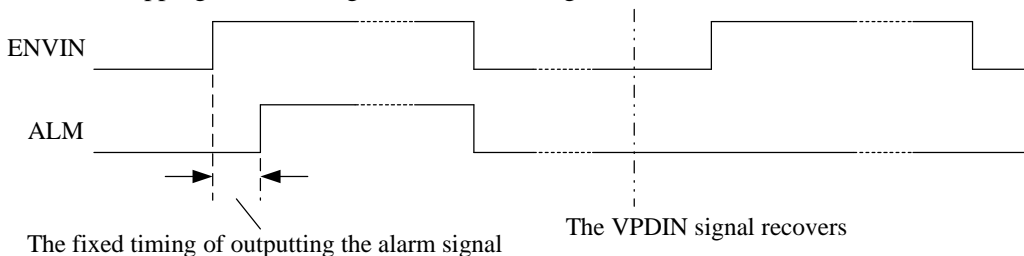 ENVIN
ALM
The VPDIN signal recovers
The fixed timing of outputting the alarm signal